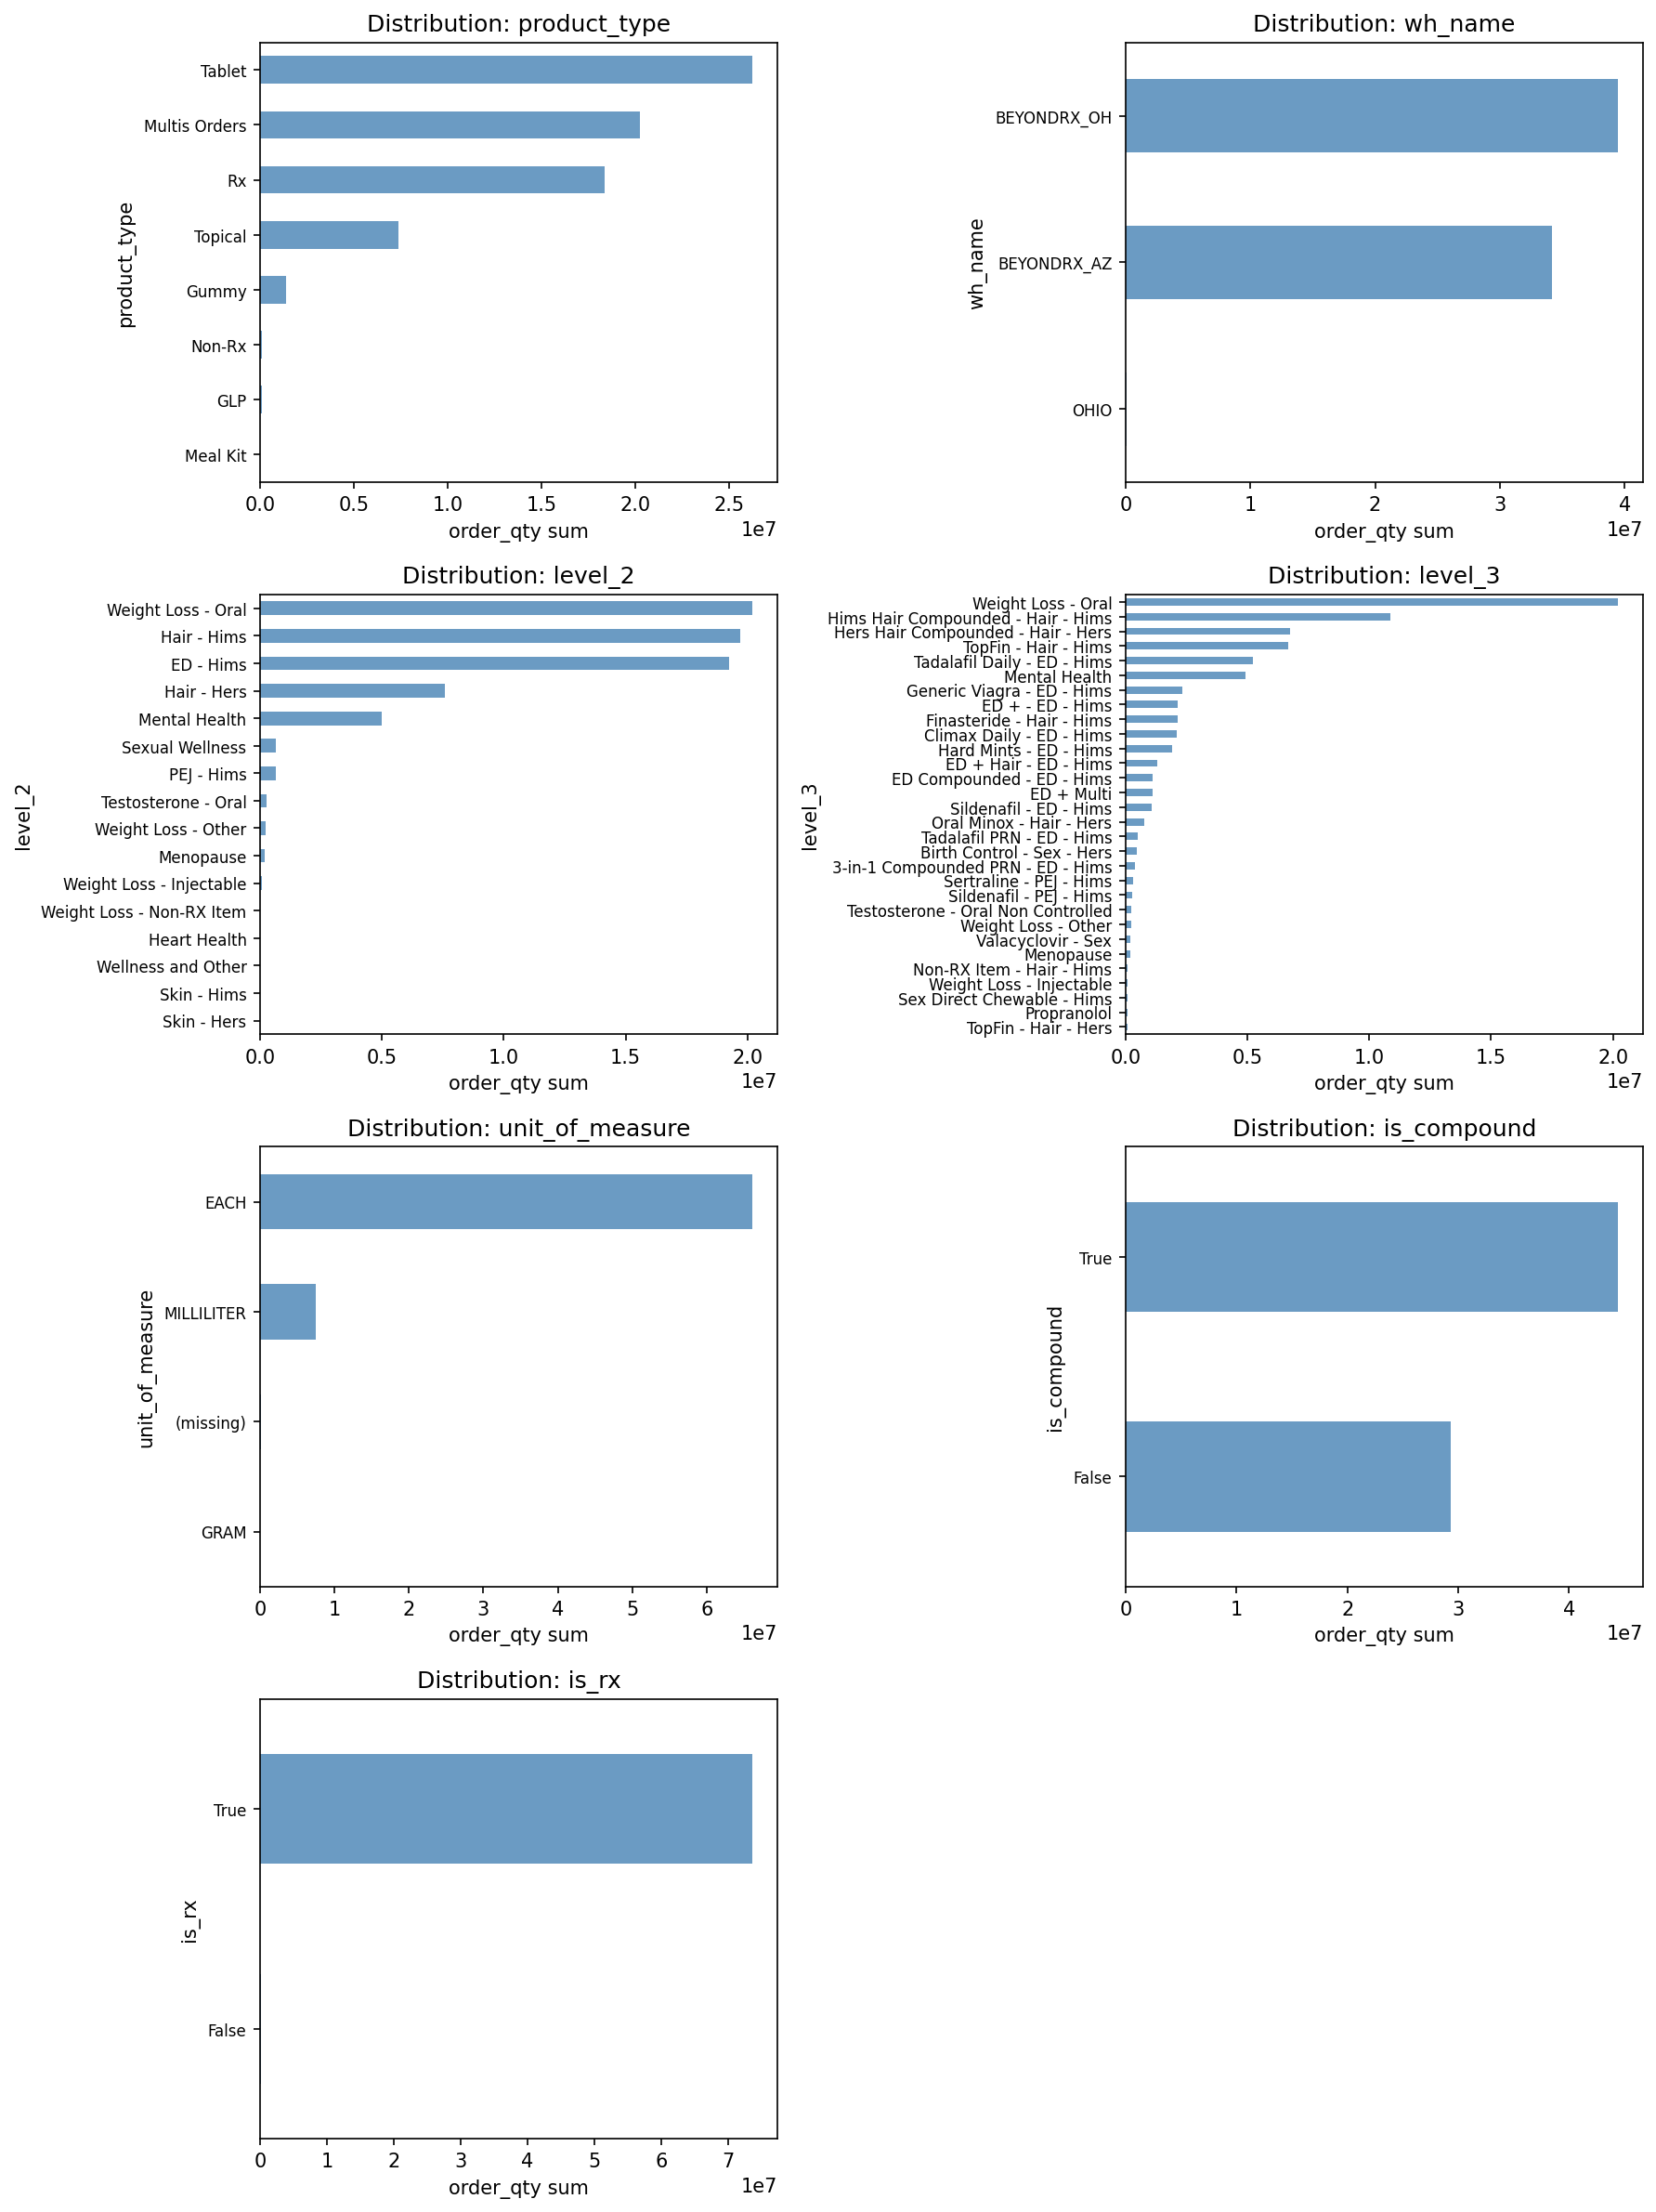 Distribution: product_type
product_type
Tablet
Multis Orders
Rx
Topical
Gummy
Non-Rx
GLP
Meal Kit
0.0 0.5 1.0 1.5 2.0 2.5
1e7
order_qty sum
Distribution: wh_name
wh_name
BEYONDRX_OH
BEYONDRX_AZ
OHIO
0 1 2 3 4
1e7
order_qty sum
Distribution: level_2
level_2
Weight Loss - Oral
Hair - Hims
ED - Hims
Hair - Hers
Mental Health
Sexual Wellness
PEJ - Hims
Testosterone - Oral
Weight Loss - Other
Menopause
Weight Loss - Injectable
Weight Loss - Non-RX Item
Heart Health
Wellness and Other
Skin - Hims
Skin - Hers
0.0 0.5 1.0 1.5 2.0
1e7
order_qty sum
Distribution: level_3
level_3
Weight Loss - Oral
Hims Hair Compounded - Hair - Hims
Hers Hair Compounded - Hair - Hers
TopFin - Hair - Hims
Tadalafil Daily - ED - Hims
Mental Health
Generic Viagra - ED - Hims
ED + - ED - Hims
Finasteride - Hair - Hims
Climax Daily - ED - Hims
Hard Mints - ED - Hims
ED + Hair - ED - Hims
ED Compounded - ED - Hims
ED + Multi
Sildenafil - ED - Hims
Oral Minox - Hair - Hers
Tadalafil PRN - ED - Hims
Birth Control - Sex - Hers
3-in-1 Compounded PRN - ED - Hims
Sertraline - PEJ - Hims
Sildenafil - PEJ - Hims
Testosterone - Oral Non Controlled
Weight Loss - Other
Valacyclovir - Sex
Menopause
Non-RX Item - Hair - Hims
Weight Loss - Injectable
Sex Direct Chewable - Hims
Propranolol
TopFin - Hair - Hers
0.0 0.5 1.0 1.5 2.0
1e7
order_qty sum
Distribution: unit_of_measure
unit_of_measure
EACH
MILLILITER
(missing)
GRAM
0 1 2 3 4 5 6
1e7
order_qty sum
Distribution: is_compound
is_compound
True
False
0 1 2 3 4
1e7
order_qty sum
Distribution: is_rx
is_rx
True
False
0 1 2 3 4 5 6 7
1e7
order_qty sum